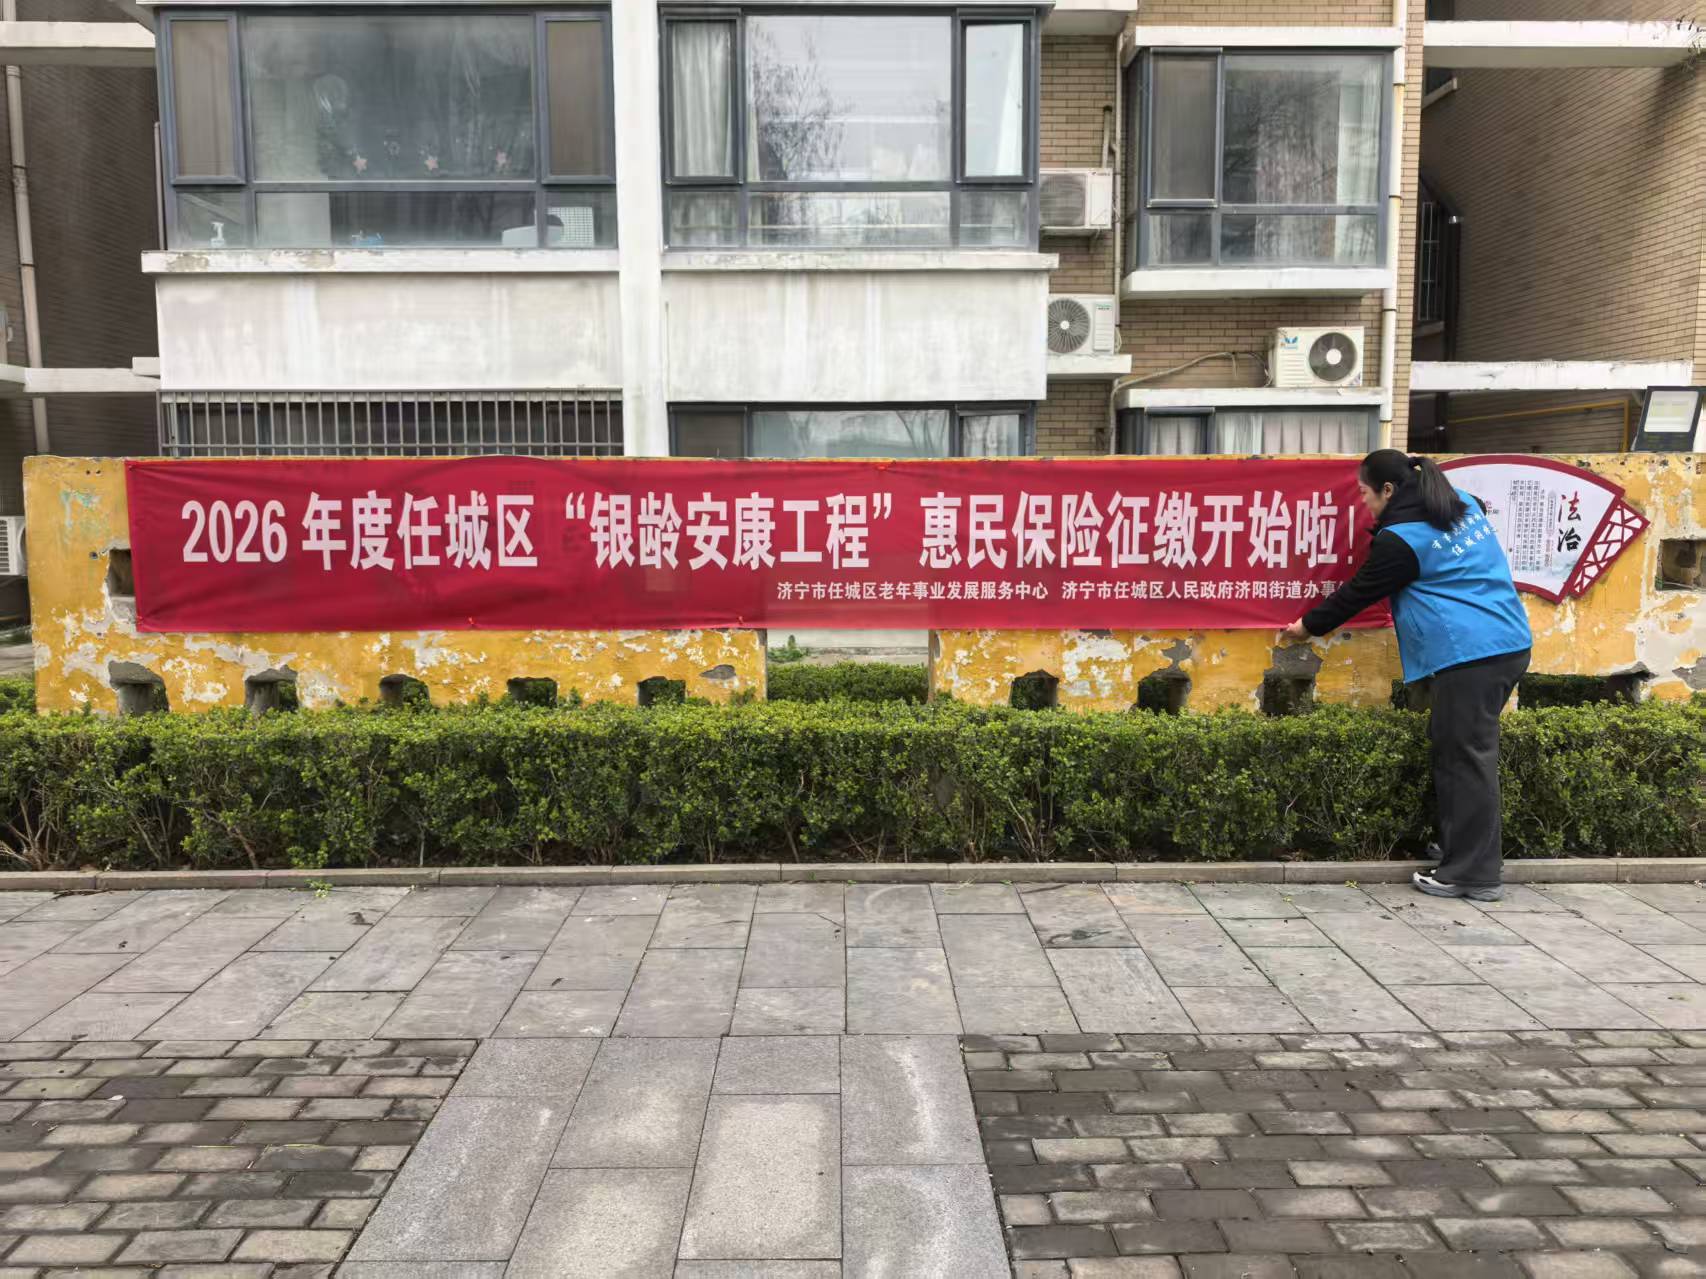 2026 年度任城区“银龄安康工程”惠民保险征缴开始啦！
济宁市任城区老年事业发展服务中心 济宁市任城区人民政府济阳街道办事
法治